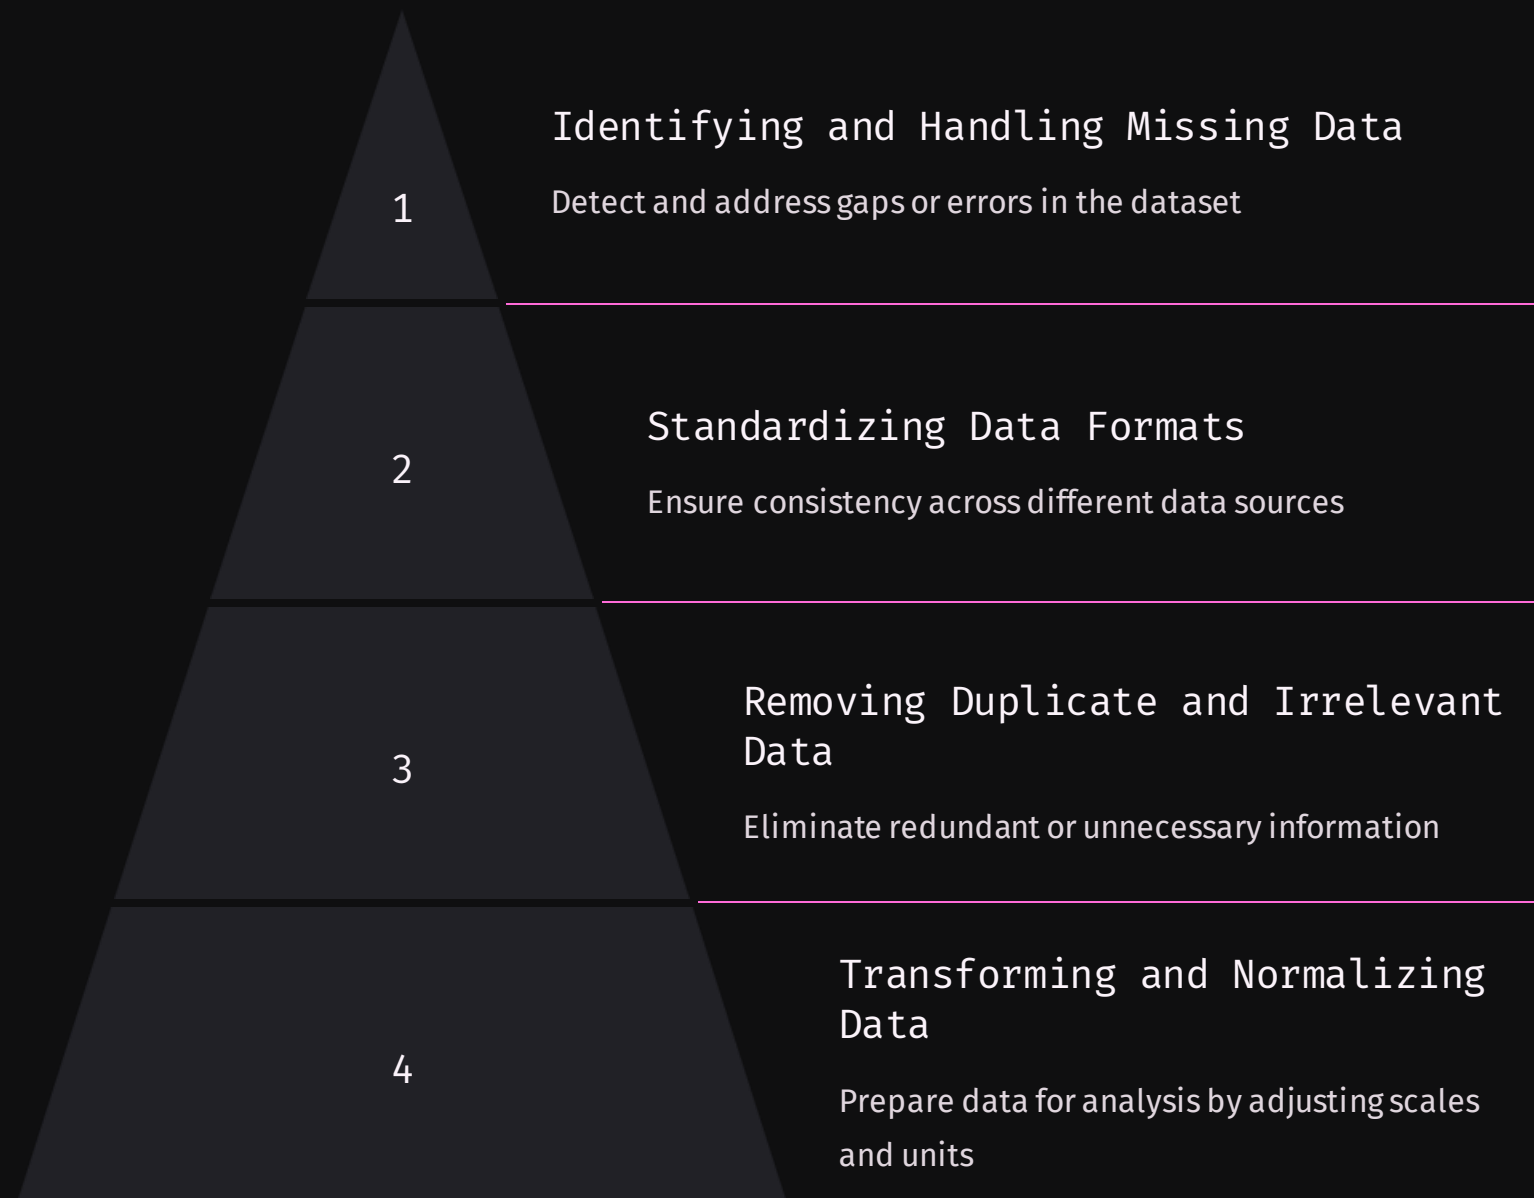 1
Identifying and Handling Missing Data
Detect and address gaps or errors in the dataset
2
Standardizing Data Formats
Ensure consistency across different data sources
3
Removing Duplicate and Irrelevant
Data
Eliminate redundant or unnecessary information
4
Transforming and Normalizing
Data
Prepare data for analysis by adjusting scales
and units